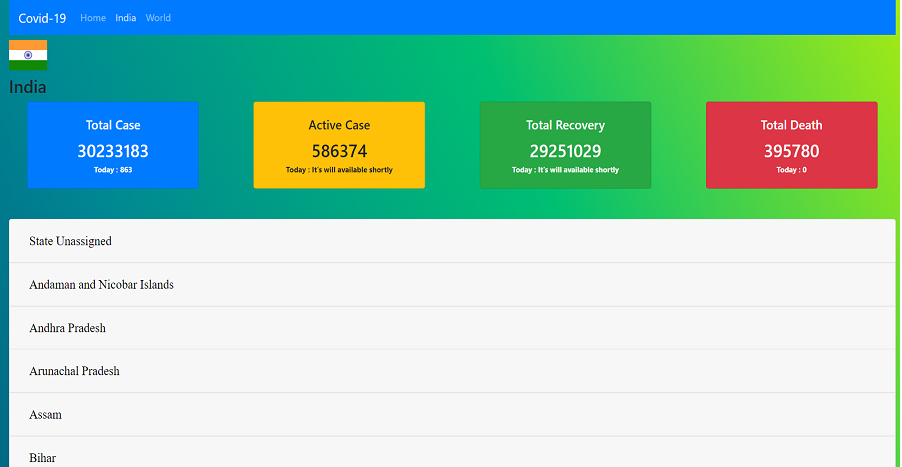 Covid-19 Home India World
India
Total Case
30233183
Today : 863
Active Case
586374
Today : It's will available shortly
Total Recovery
29251029
Today : It's will available shortly
Total Death
395780
Today : 0
State Unassigned
Andaman and Nicobar Islands
Andhra Pradesh
Arunachal Pradesh
Assam
Bihar